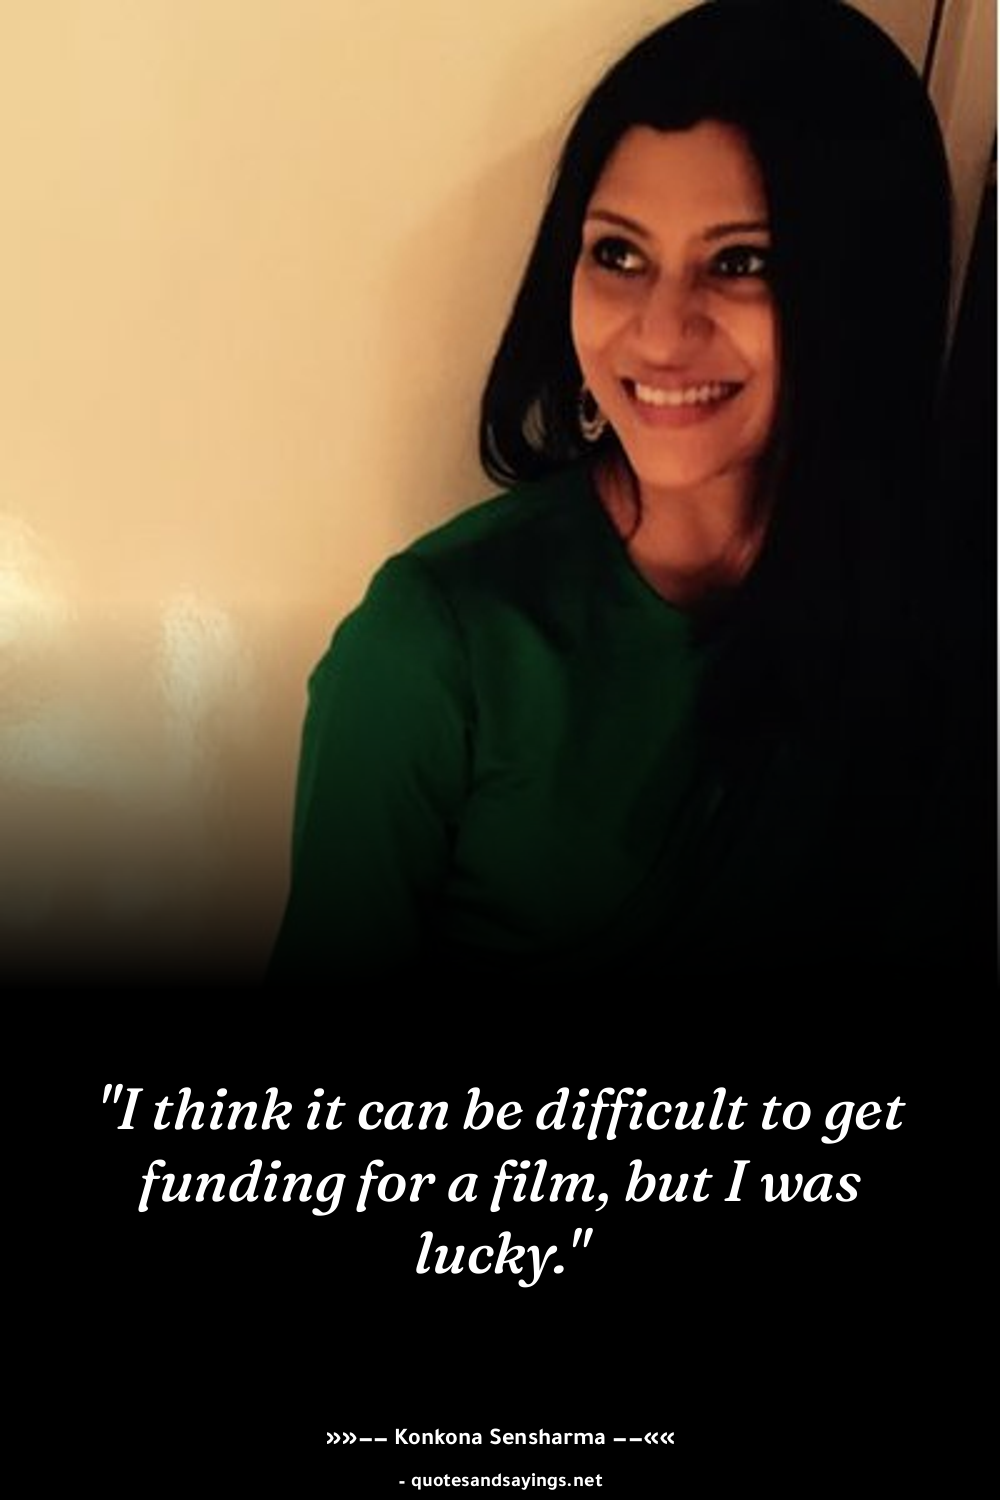 "I think it can be difficult to get
funding for a film, but I was
lucky."
»»–– Konkona Sensharma ––««
- quotesandsayings.net